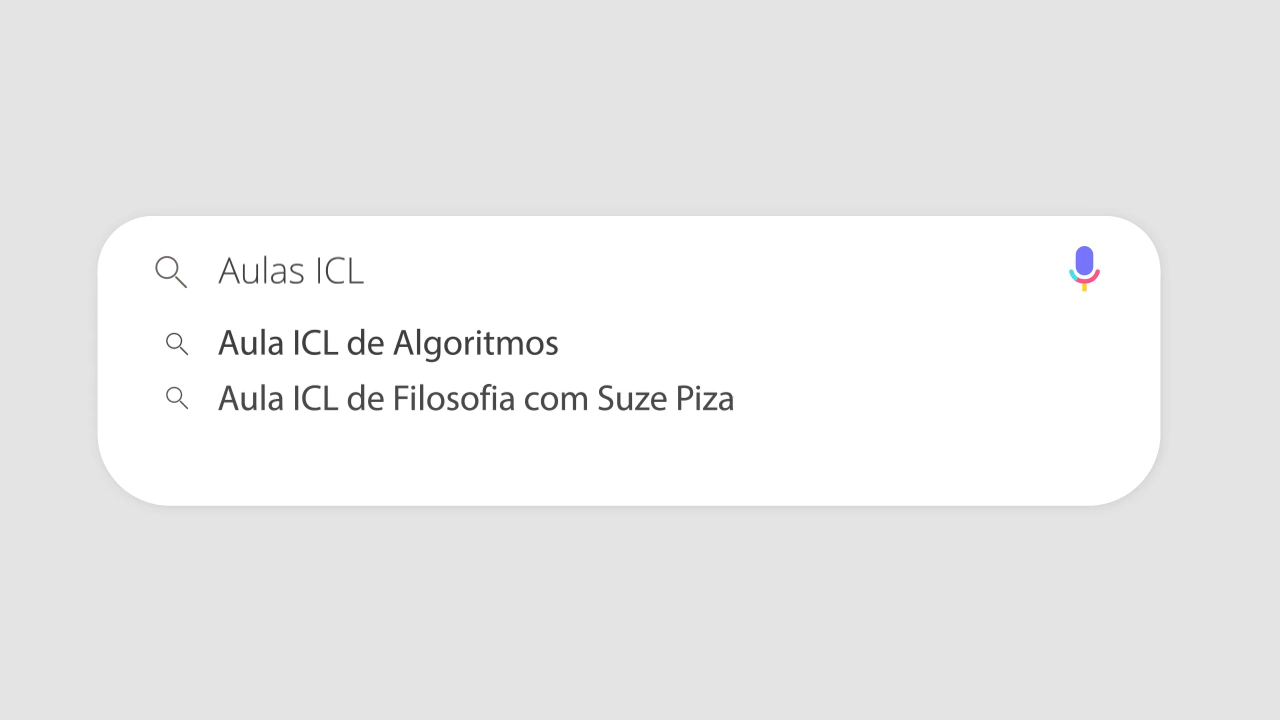 Aulas ICL
Aula ICL de Algoritmos
Aula ICL de Filosofia com Suze Piza